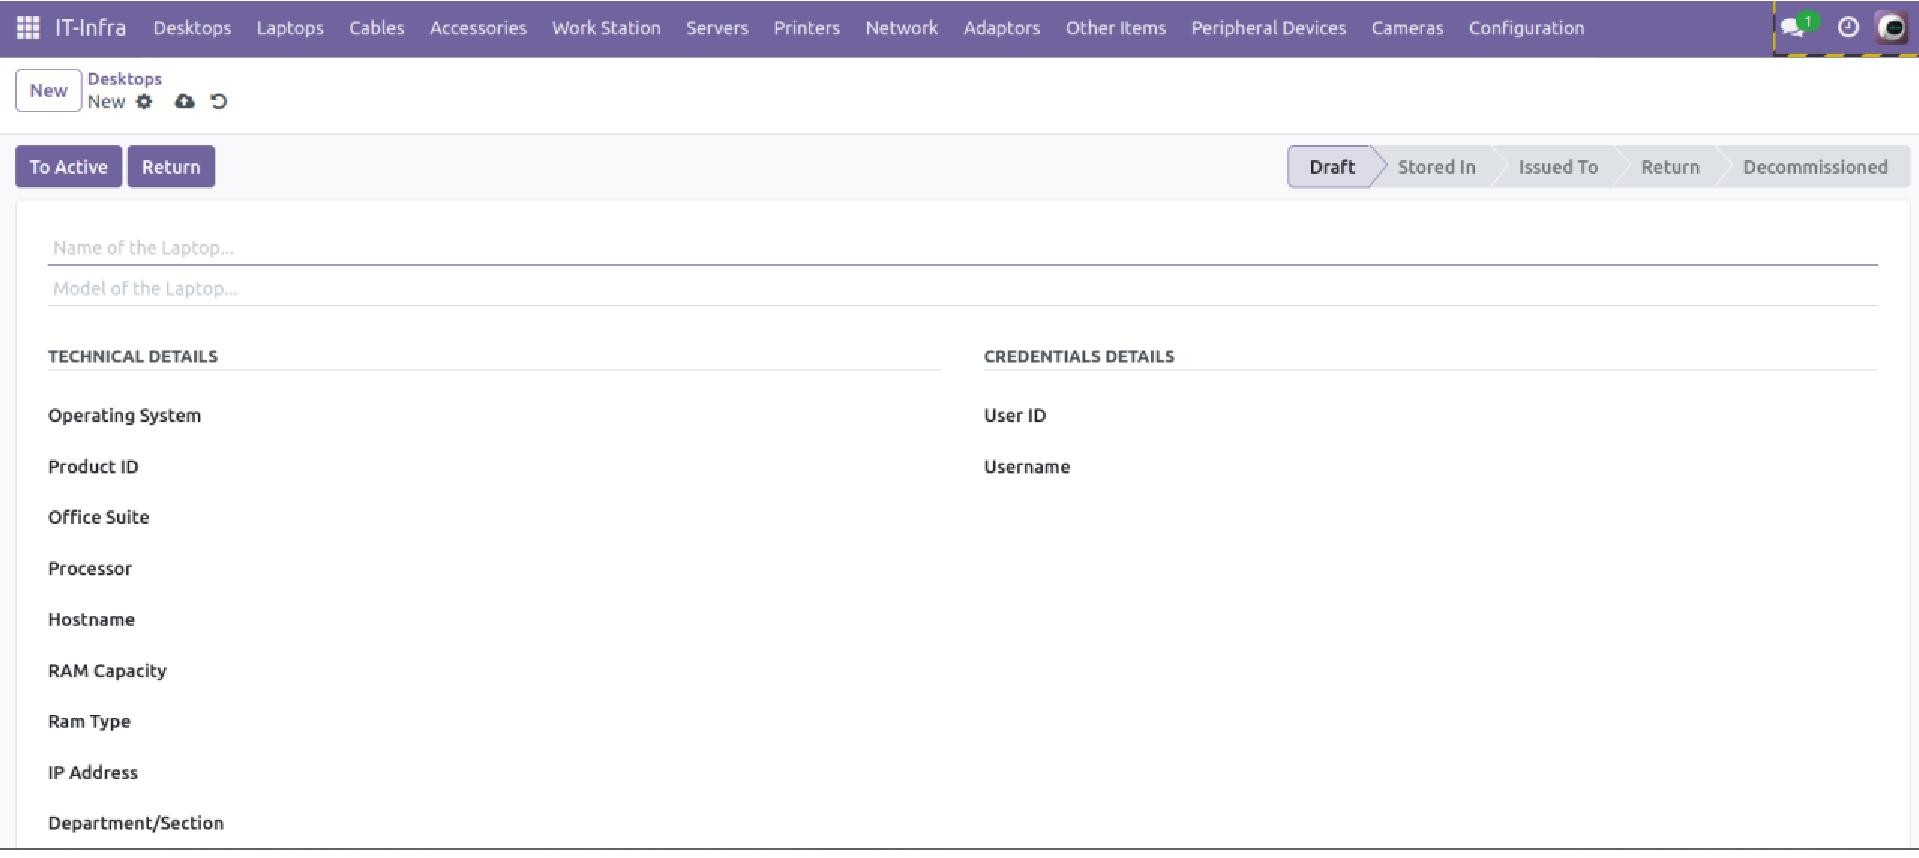 IT-Infra Desktops Laptops Cables Accessories Work Station Servers Printers Network Adaptors Other Items Peripheral Devices Cameras Configuration 1
New
Desktops
New
To Active Return Draft Stored In Issued To Return Decommissioned
Name of the Laptop...
Model of the Laptop...
TECHNICAL DETAILS
Operating System
Product ID
Office Suite
Processor
Hostname
RAM Capacity
Ram Type
IP Address
Department/Section
CREDENTIALS DETAILS
User ID
Username